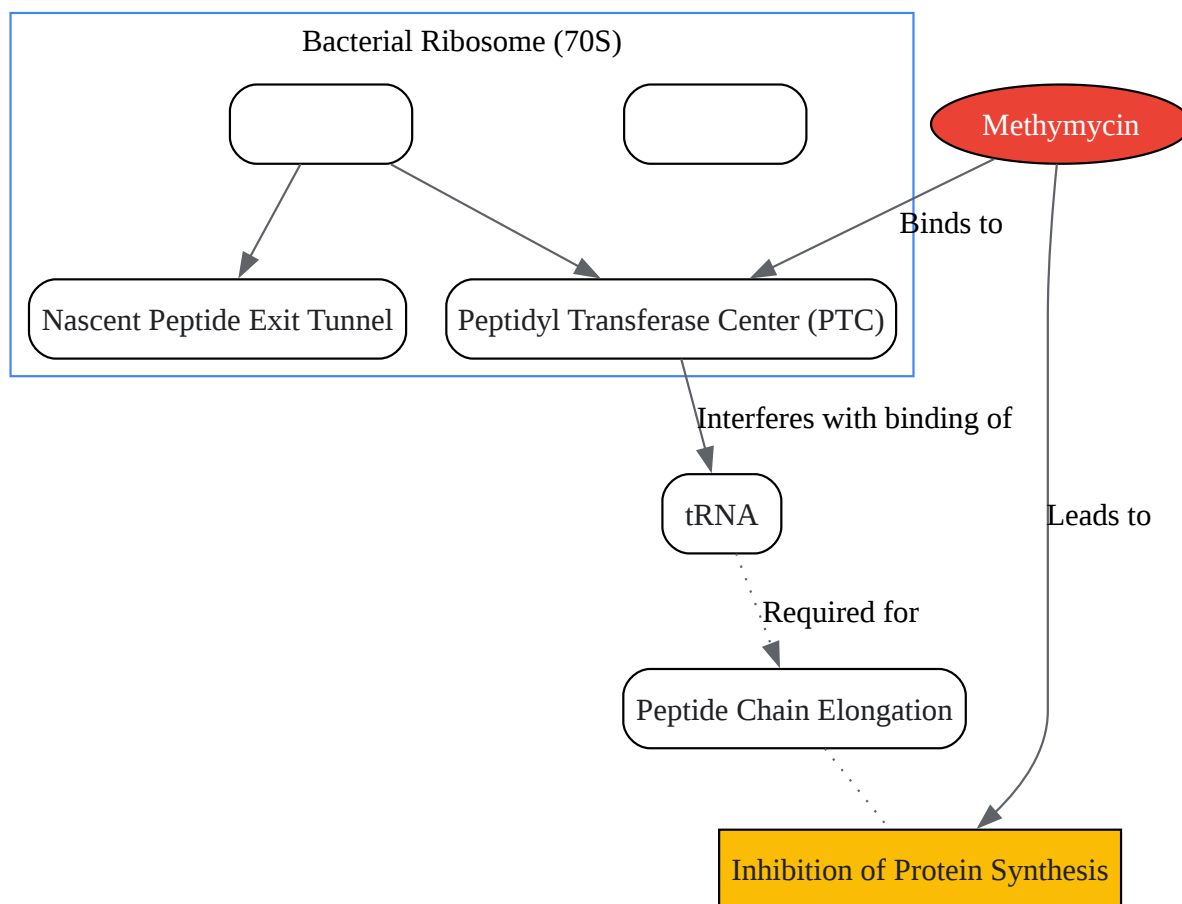 Bacterial Ribosome (70S)
Methymycin
Binds to
Nascent Peptide Exit Tunnel
Peptidyl Transferase Center (PTC)
Interferes with binding of
tRNA
Leads to
Required for
Peptide Chain Elongation
Inhibition of Protein Synthesis